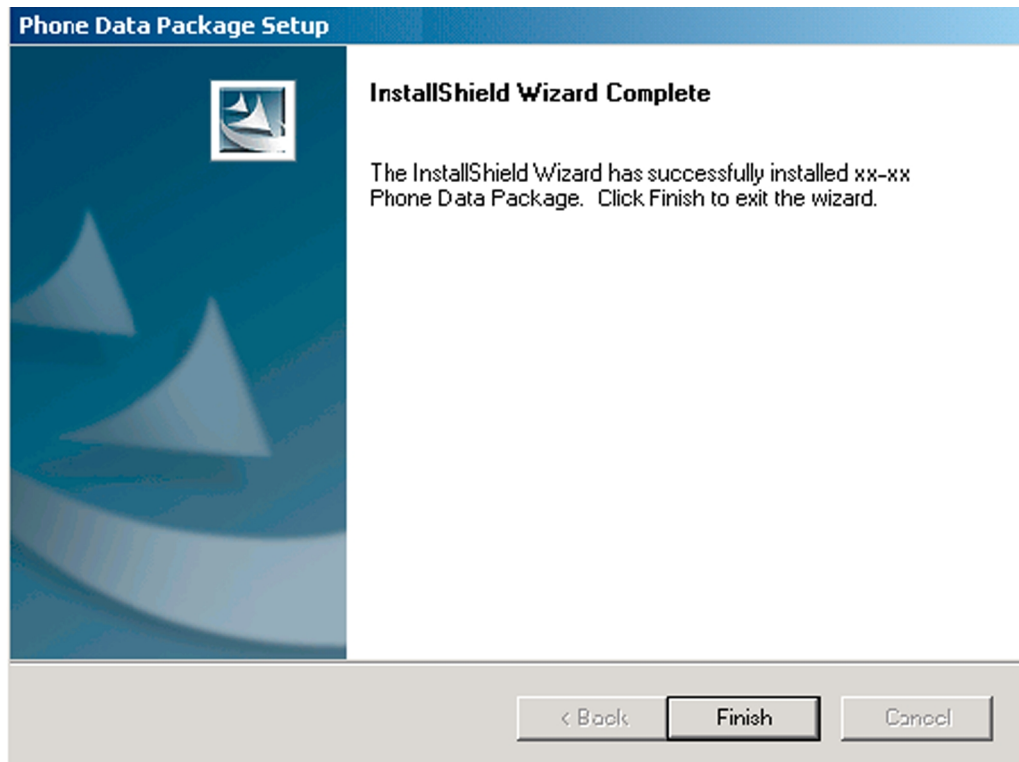 Phone Data Package Setup
InstallShield Wizard Complete
The InstallShield Wizard has successfully installed xx-xx
Phone Data Package. Click Finish to exit the wizard.
< Back
Finish
Cancel